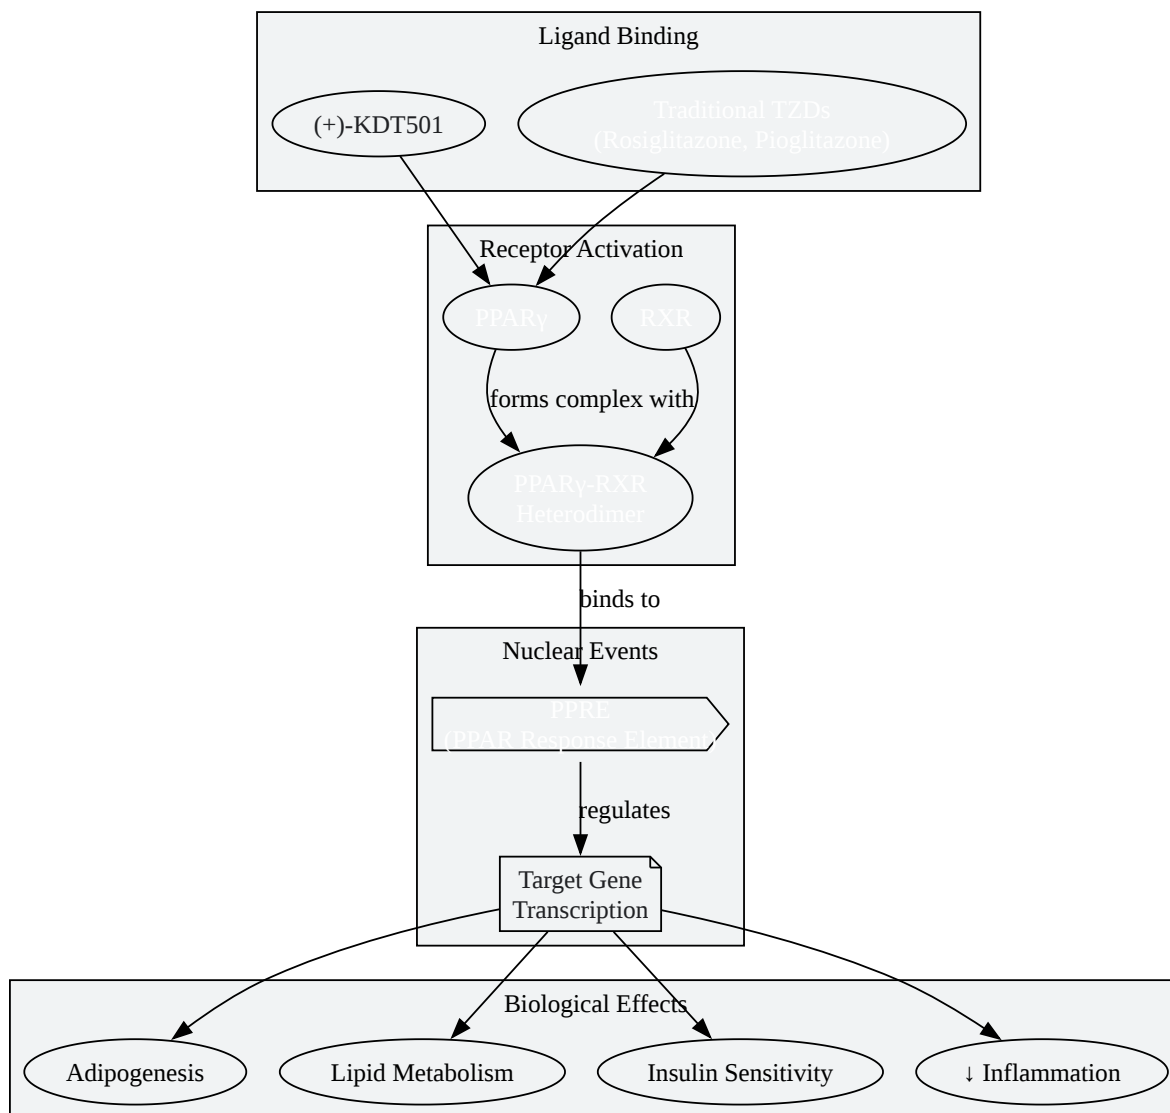 Ligand Binding
(+)-KDT501
Traditional TZDs
(Rosiglitazone, Pioglitazone)
Receptor Activation
PPARγ
RXR
forms complex with
PPARγ-RXR
Heterodimer
binds to
Nuclear Events
PPRE
(PPAR Response Element)
regulates
Target Gene
Transcription
Biological Effects
Adipogenesis
Lipid Metabolism
Insulin Sensitivity
↓ Inflammation